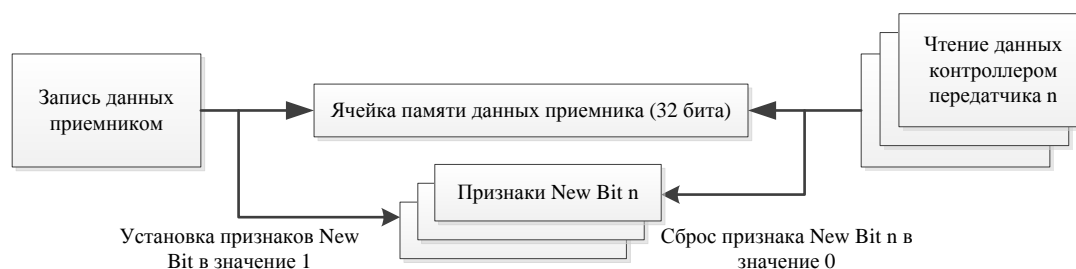 Запись данных
приемником
Ячейка памяти данных приемника (32 бита)
Чтение данных
контроллером
передатчика n
Признаки New Bit n
Установка признаков New
Bit в значение 1
Сброс признака New Bit n в
значение 0